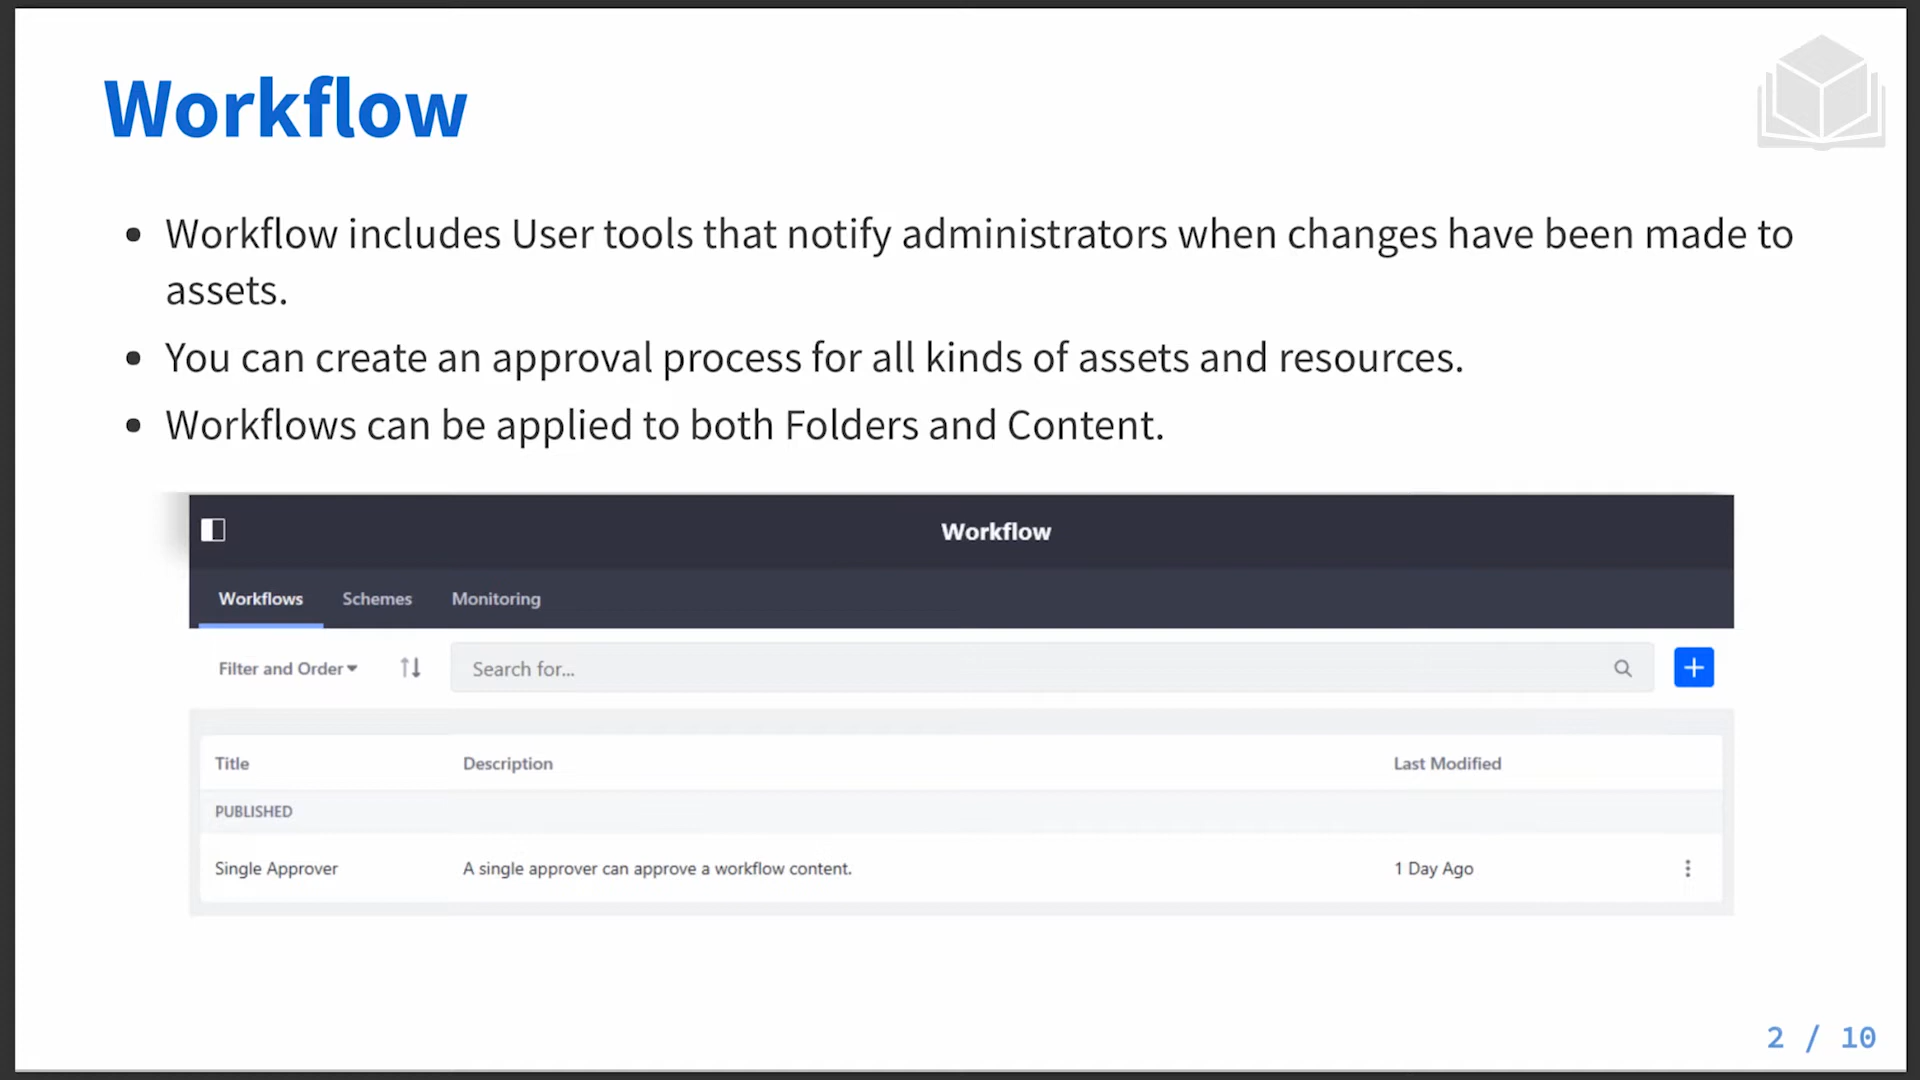 Workflow
• Workflow includes User tools that notify administrators when changes have been made to
assets.
• You can create an approval process for all kinds of assets and resources.
• Workflows can be applied to both Folders and Content.
Workflow
Workflows Schemes Monitoring
Filter and Order Search for...
Title Description Last Modified
PUBLISHED
Single Approver A single approver can approve a workflow content. 1 Day Ago
2 / 10